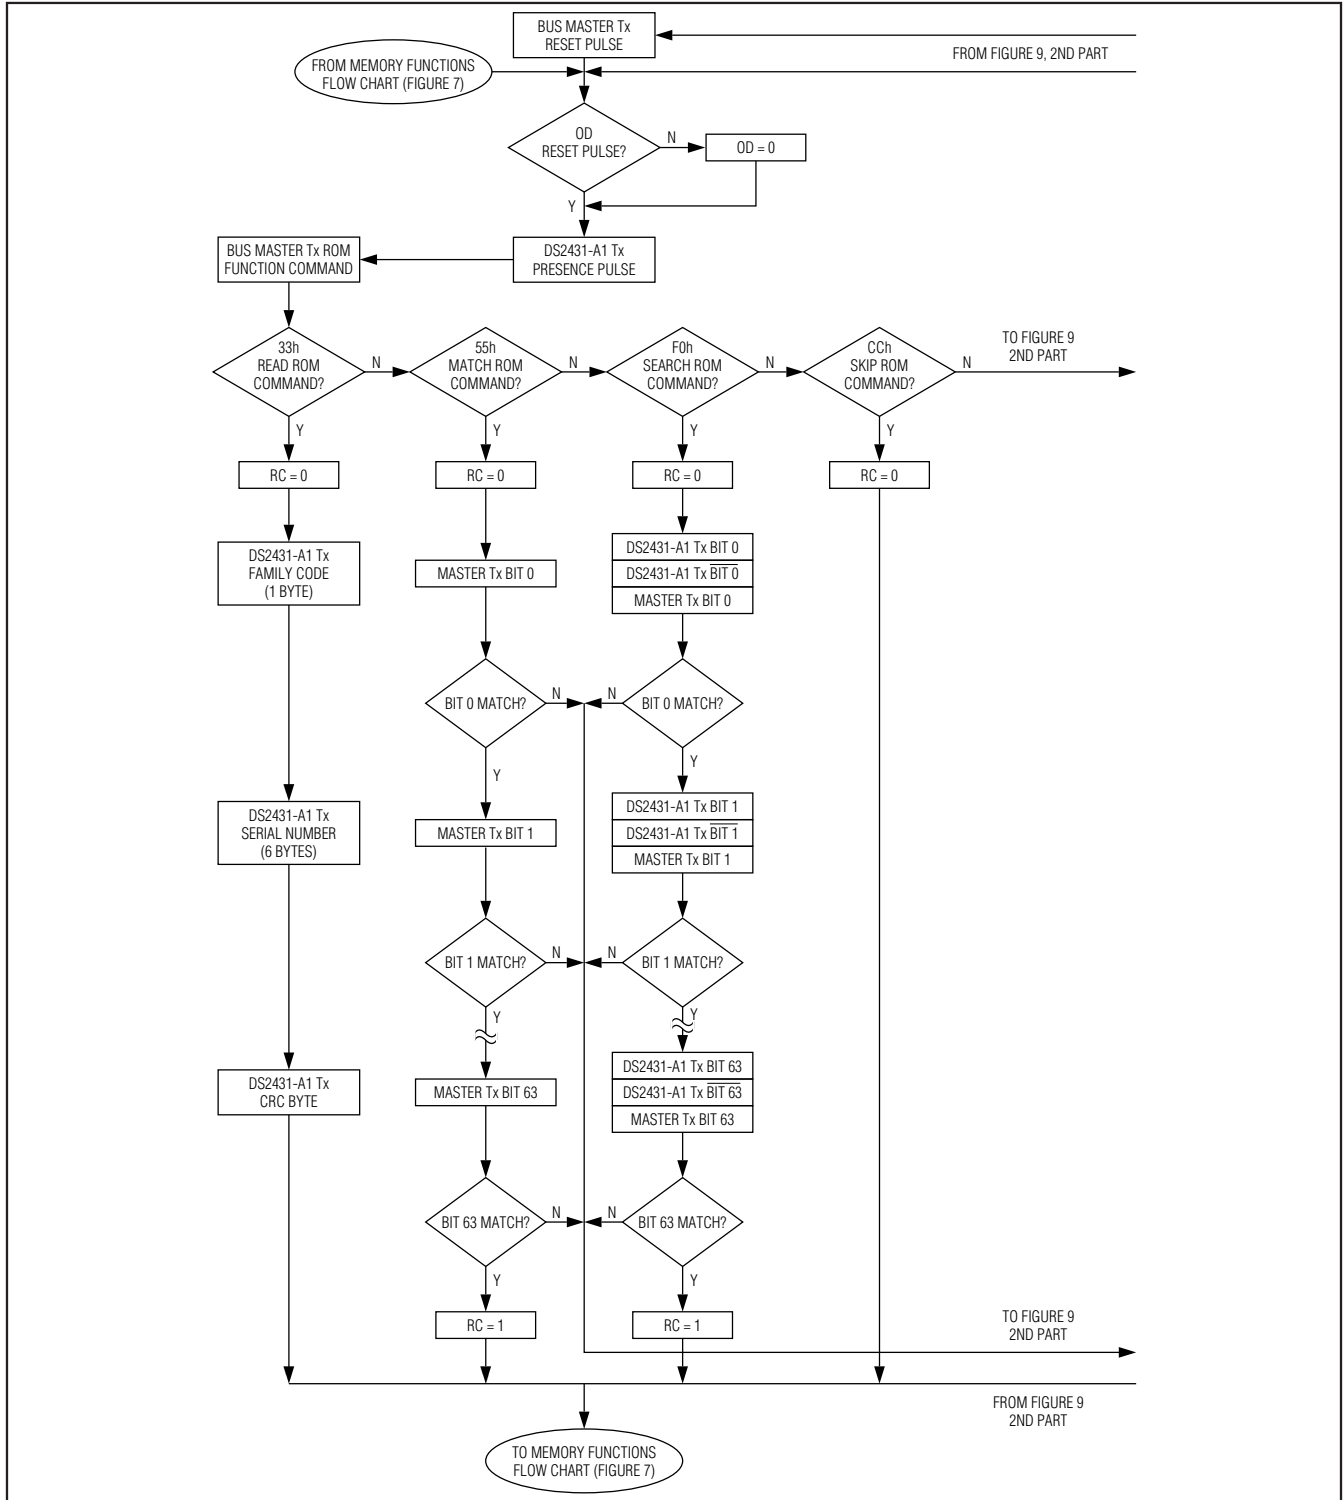 BUS MASTER Tx
RESET PULSE
FROM FIGURE 9, 2ND PART
FROM MEMORY FUNCTIONS
FLOW CHART (FIGURE 7)
OD
RESET PULSE?
N
OD = 0
Y
BUS MASTER Tx ROM
FUNCTION COMMAND
DS2431-A1 Tx
PRESENCE PULSE
33h
READ ROM
COMMAND?
N
55h
MATCH ROM
COMMAND?
N
F0h
SEARCH ROM
COMMAND?
N
CCh
SKIP ROM
COMMAND?
N
TO FIGURE 9
2ND PART
Y
Y
Y
Y
RC = 0
RC = 0
RC = 0
RC = 0
DS2431-A1 Tx
FAMILY CODE
(1 BYTE)
MASTER Tx BIT 0
DS2431-A1 Tx BIT 0
DS2431-A1 Tx B̅I̅T̅ ̅0̅
MASTER Tx BIT 0
BIT 0 MATCH?
N
N
BIT 0 MATCH?
Y
Y
DS2431-A1 Tx
SERIAL NUMBER
(6 BYTES)
MASTER Tx BIT 1
DS2431-A1 Tx BIT 1
DS2431-A1 Tx B̅I̅T̅ ̅1̅
MASTER Tx BIT 1
BIT 1 MATCH?
N
N
BIT 1 MATCH?
Y
Y
DS2431-A1 Tx
CRC BYTE
MASTER Tx BIT 63
DS2431-A1 Tx BIT 63
DS2431-A1 Tx B̅I̅T̅ ̅6̅3̅
MASTER Tx BIT 63
BIT 63 MATCH?
N
N
BIT 63 MATCH?
Y
Y
RC = 1
RC = 1
TO FIGURE 9
2ND PART
FROM FIGURE 9
2ND PART
TO MEMORY FUNCTIONS
FLOW CHART (FIGURE 7)